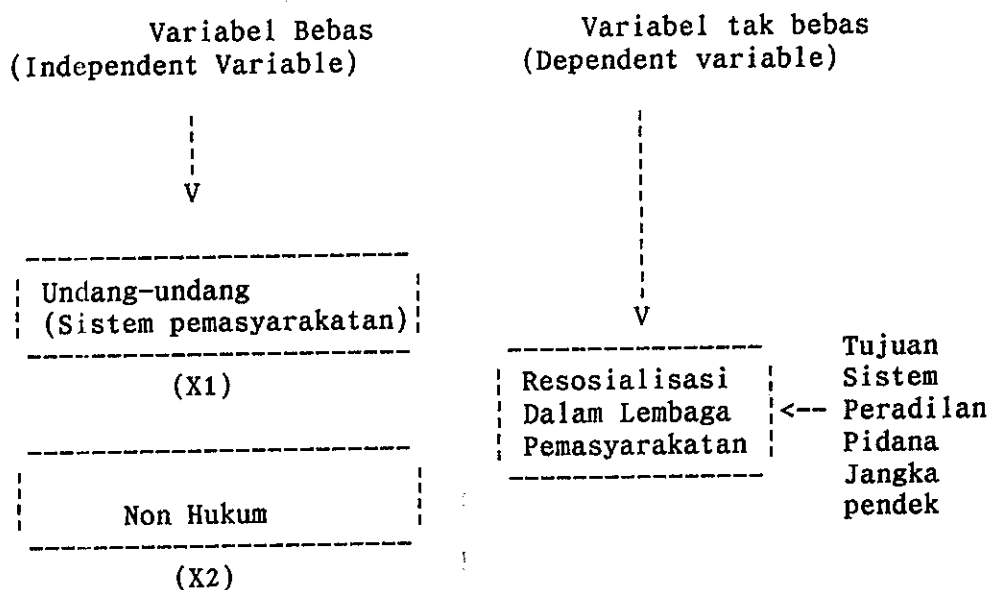 Variabel Bebas
(Independent Variable)
Variabel tak bebas
(Dependent variable)
V
V
Undang-undang
(Sistem pemasyarakatan)
(X1)
Non Hukum
(X2)
Resosialisasi
Dalam Lembaga
Pemasyarakatan
<--
Tujuan
Sistem
Peradilan
Pidana
Jangka
pendek